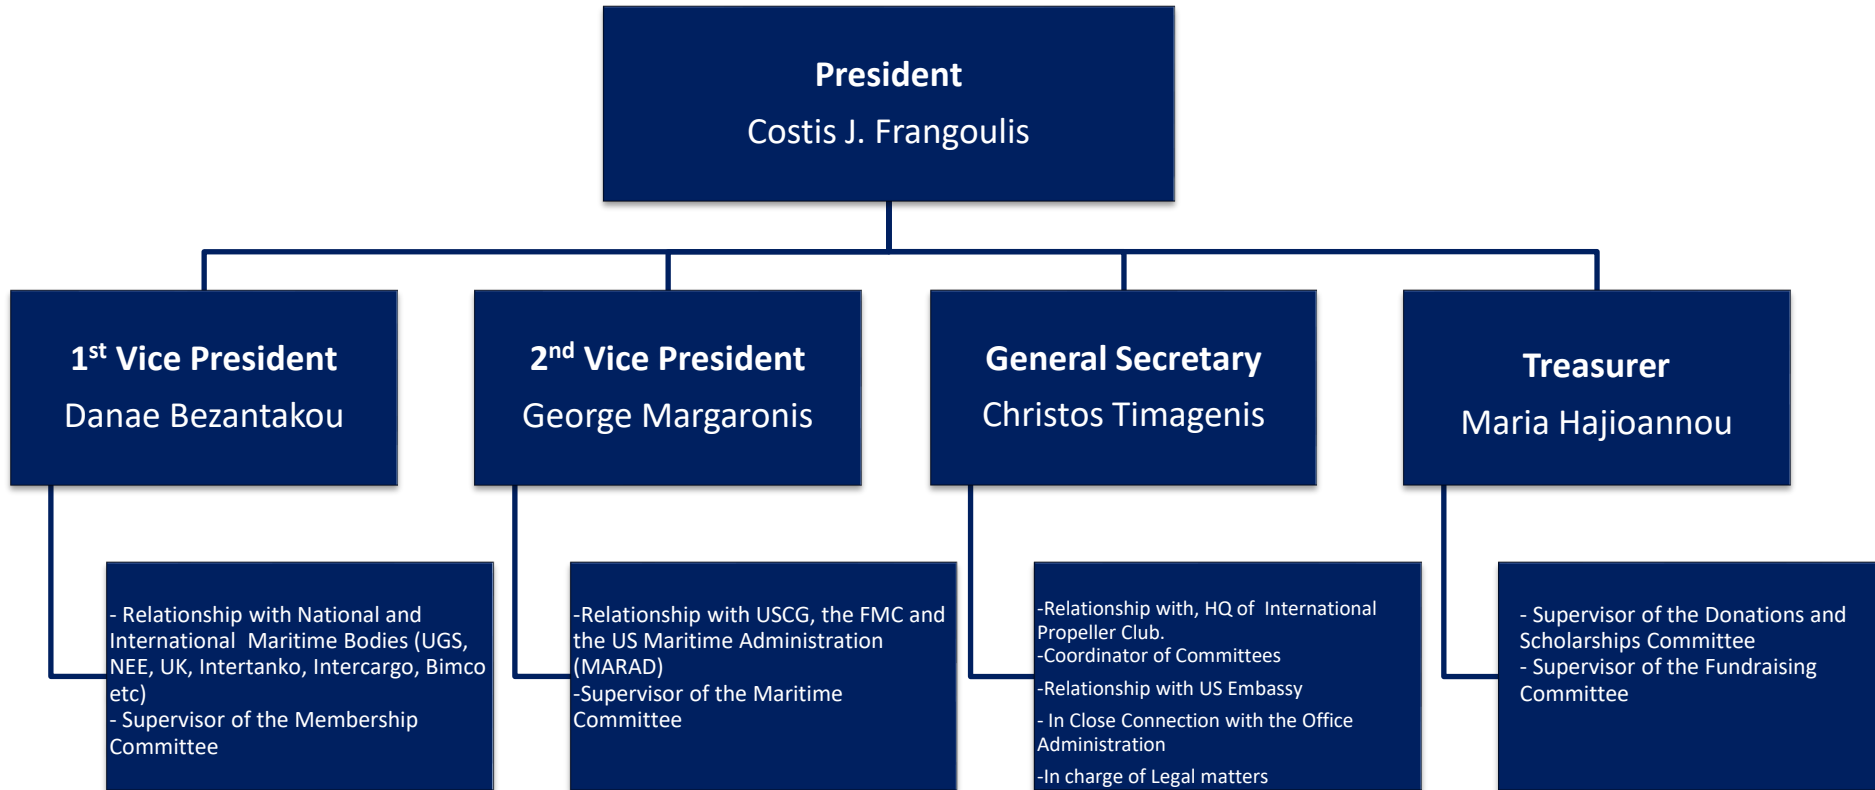 President
Costis J. Frangoulis
1st Vice President
Danae Bezantakou
2nd Vice President
George Margaronis
General Secretary
Christos Timagenis
Treasurer
Maria Hajioannou
- Relationship with National and
International Maritime Bodies (UGS,
NEE, UK, Intertanko, Intercargo, Bimco
etc)
- Supervisor of the Membership
Committee
-Relationship with USCG, the FMC and
the US Maritime Administration
(MARAD)
-Supervisor of the Maritime
Committee
-Relationship with, HQ of International
Propeller Club.
-Coordinator of Committees
-Relationship with US Embassy
- In Close Connection with the Office
Administration
-In charge of Legal matters
- Supervisor of the Donations and
Scholarships Committee
- Supervisor of the Fundraising
Committee